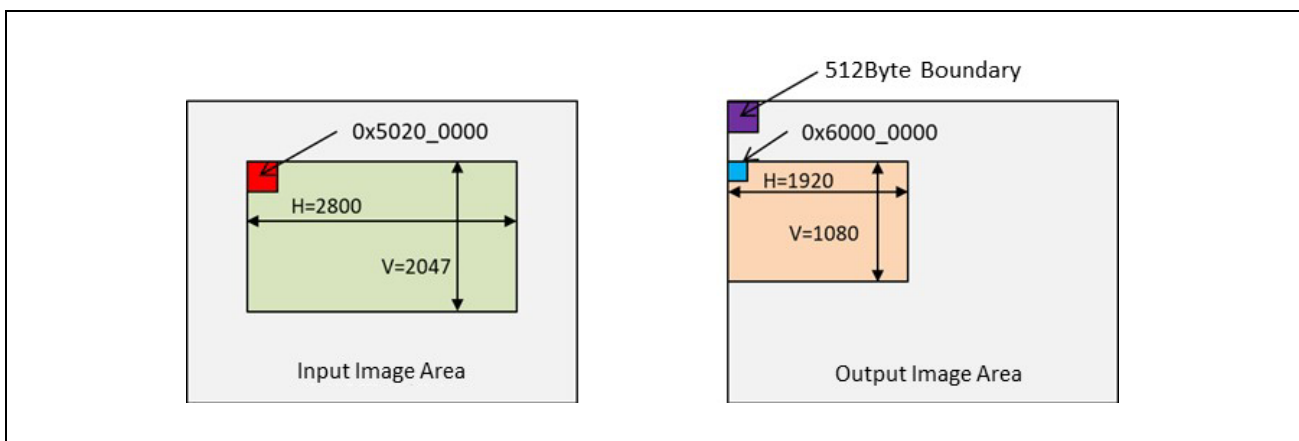 0x5020_0000
H=2800
V=2047
Input Image Area
512Byte Boundary
0x6000_0000
H=1920
V=1080
Output Image Area